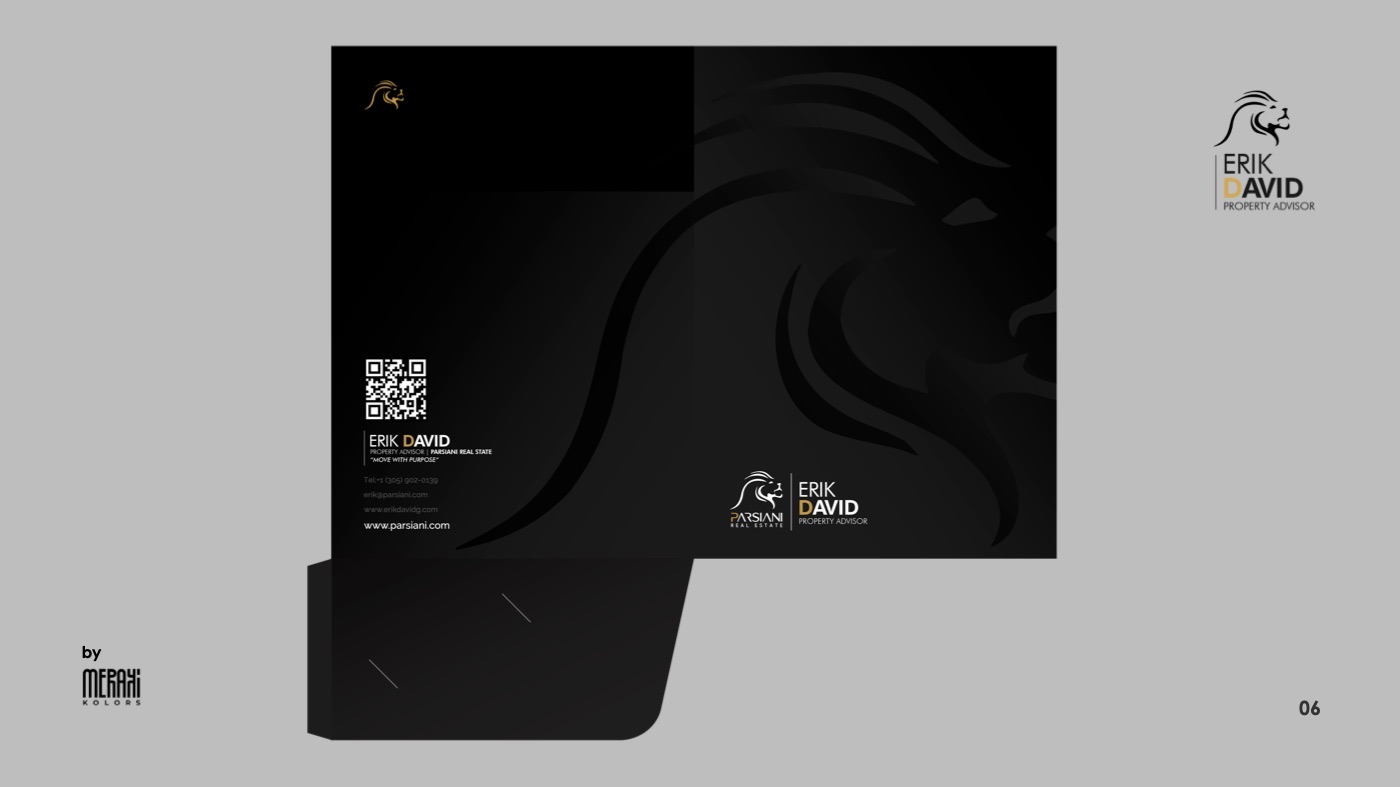 ERIK
DAVID
PROPERTY ADVISOR
ERIK DAVID
PROPERTY ADVISOR | PARSIANI REAL STATE
"MOVE WITH PURPOSE"
Tel:+1 (305) 902-0139
erik@parsiani.com
www.erikdavidg.com
www.parsiani.com
PARSIANI
REAL ESTATE
ERIK
DAVID
PROPERTY ADVISOR
by
MERAKI
KOLORS
06